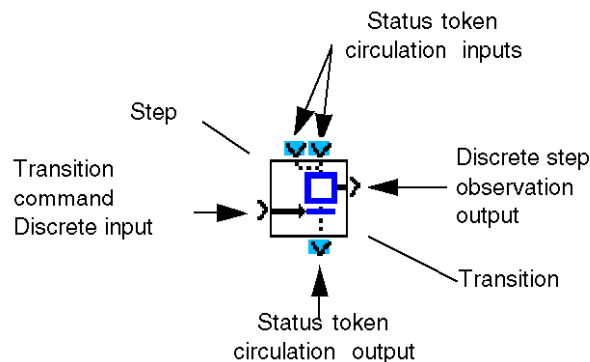 Status token
circulation inputs
Step
Transition
command
Discrete input
Discrete step
observation
output
Transition
Status token
circulation output